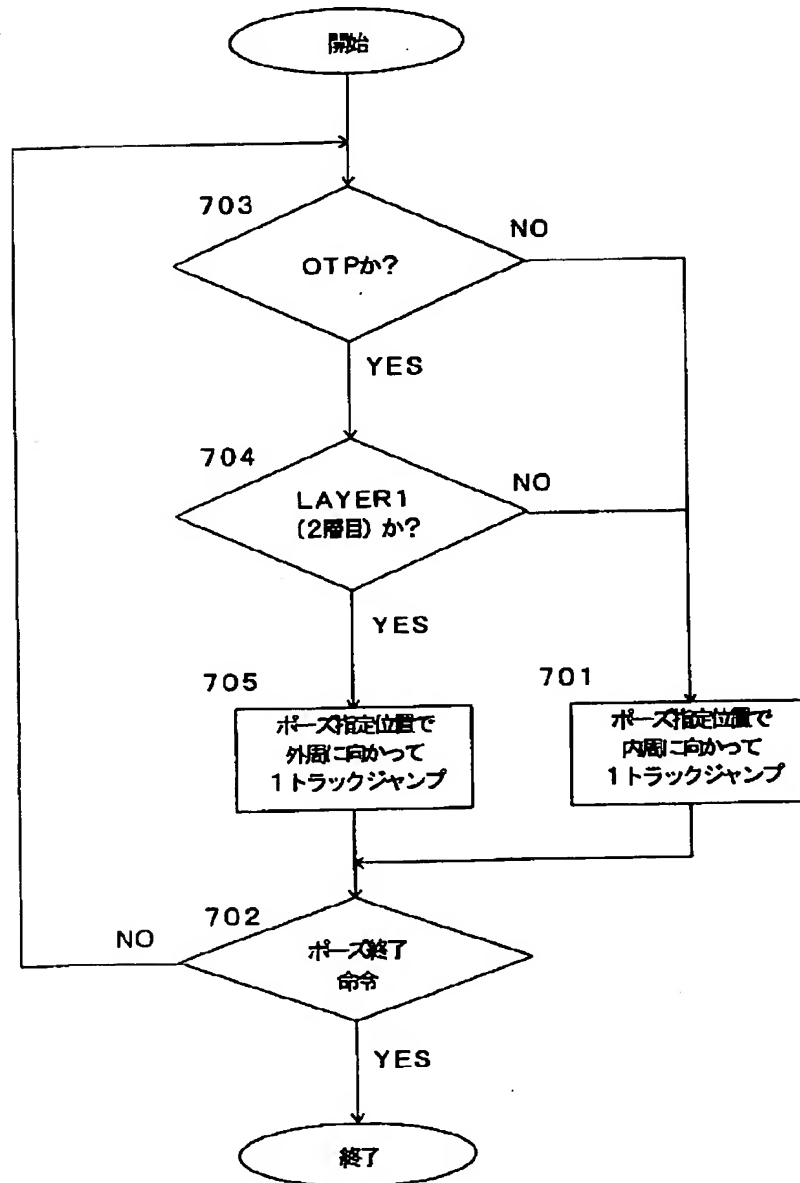 開始
703
OTPか?
NO
YES
704
LAYER1
(2層目)か?
NO
YES
705
ポーズ指定位置で
外周に向かって
1トラックジャンプ
701
ポーズ指定位置で
内周に向かって
1トラックジャンプ
702
ポーズ終了
命令
NO
YES
終了